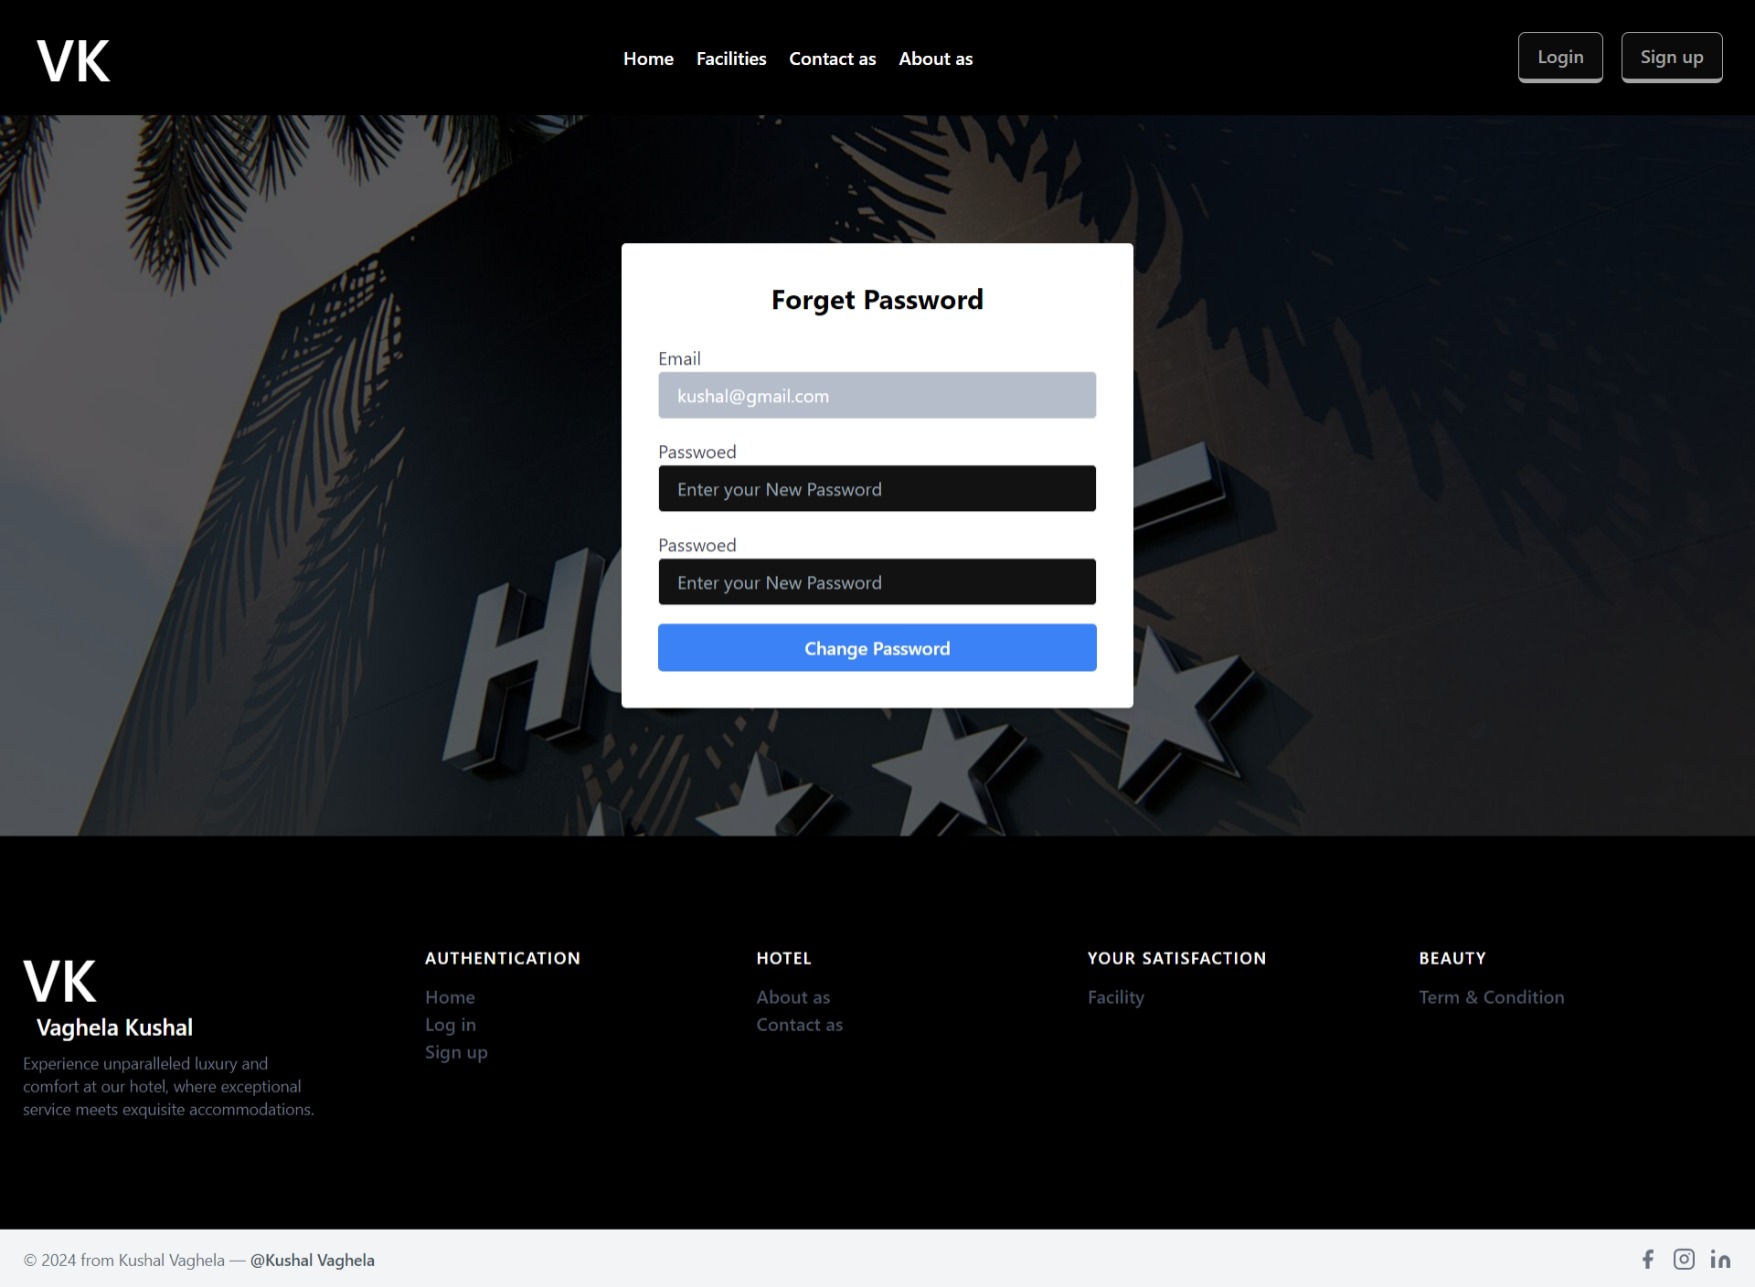 VK
Home Facilities Contact as About as
Login Sign up
Forget Password
Email
kushal@gmail.com
Passwoed
Enter your New Password
Passwoed
Enter your New Password
Change Password
VK
Vaghela Kushal
Experience unparalleled luxury and
comfort at our hotel, where exceptional
service meets exquisite accommodations.
AUTHENTICATION
Home
Log in
Sign up
HOTEL
About as
Contact as
YOUR SATISFACTION
Facility
BEAUTY
Term & Condition
© 2024 from Kushal Vaghela — @Kushal Vaghela